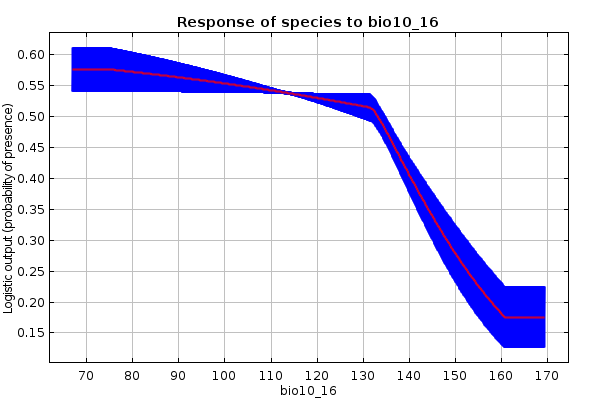 Response of species to bio10_16
Logistic output (probability of presence)
0.60
0.55
0.50
0.45
0.40
0.35
0.30
0.25
0.20
0.15
70 80 90 100 110 120 130 140 150 160 170
bio10_16